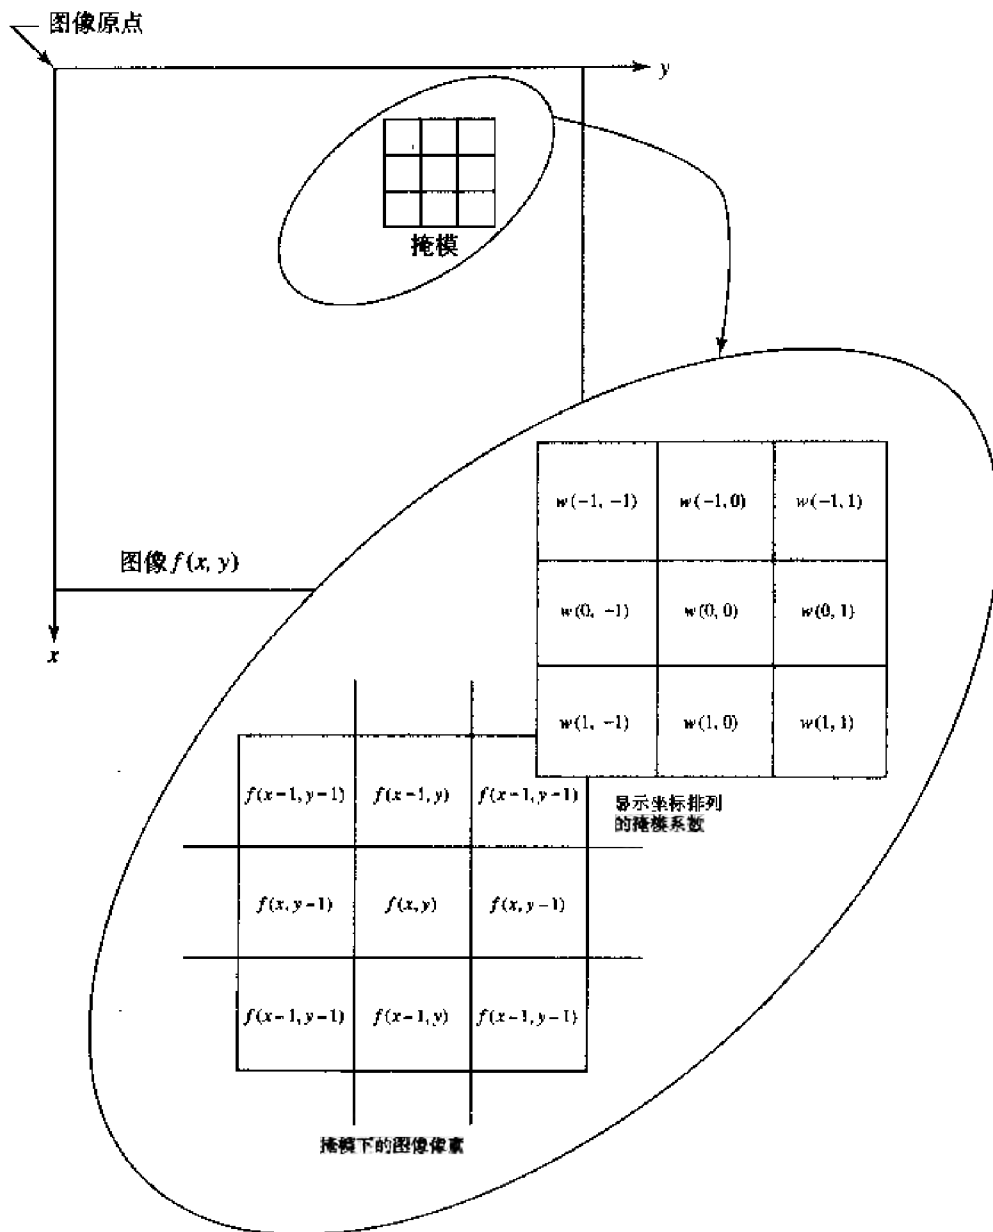 图像原点
y
掩模
图像 f(x, y)
x
w(-1, -1) w(-1, 0) w(-1, 1)
w(0, -1) w(0, 0) w(0, 1)
w(1, -1) w(1, 0) w(1, 1)
显示坐标排列
的掩模系数
f(x-1, y-1) f(x-1, y) f(x-1, y-1)
f(x, y-1) f(x, y) f(x, y-1)
f(x-1, y-1) f(x-1, y) f(x-1, y-1)
掩模下的图像像素